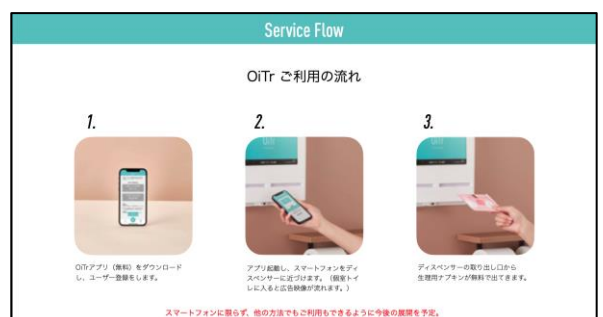 Service Flow
OiTr ご利用の流れ
1.
2.
3.
OiTrアプリ（無料）をダウンロード
し、ユーザー登録をします。
アプリ起動し、スマートフォンをディ
スペンサーに近づけます。（個室トイ
レに入ると広告映像が流れます。）
ディスペンサーの取り出し口から
生理用ナプキンが無料で出てきます。
スマートフォンに限らず、他の方法でもご利用もできるように今後の展開を予定。